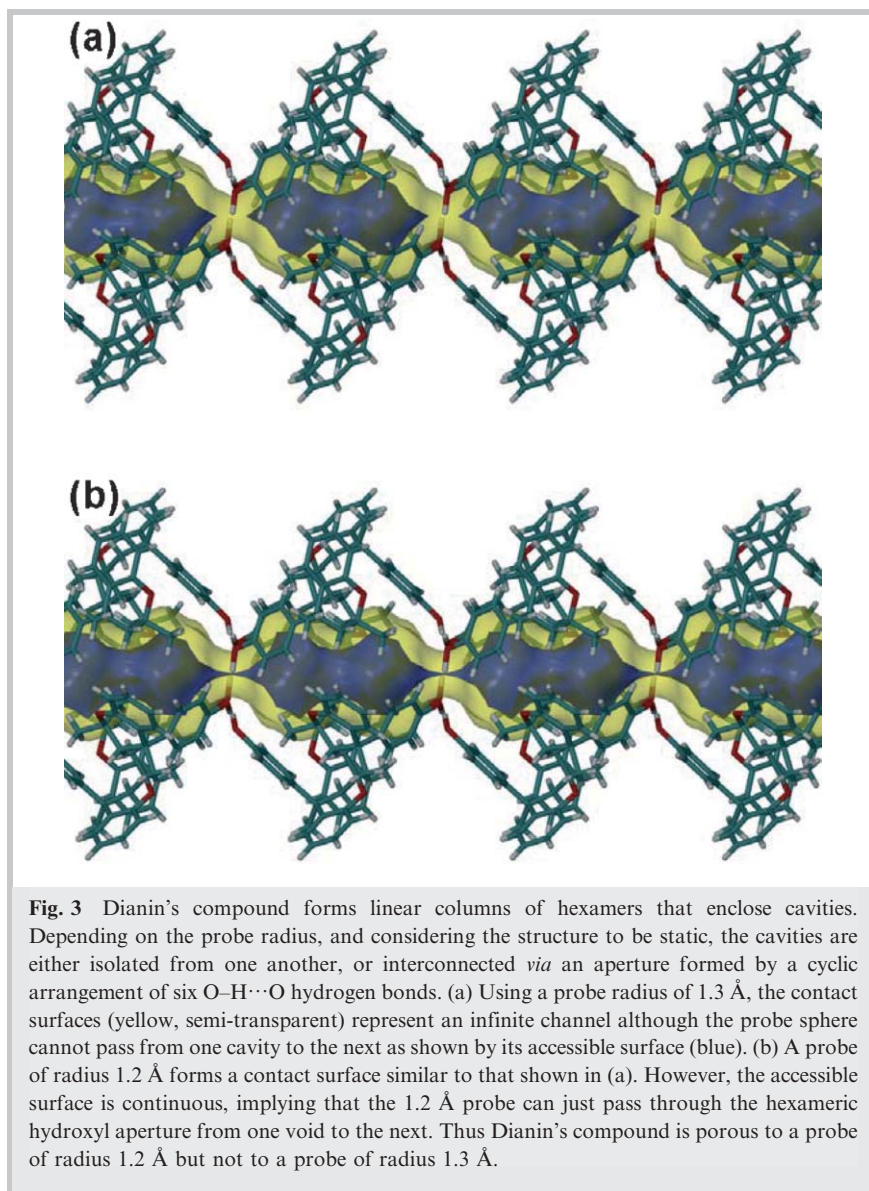 (a)
(b)
Fig. 3 Dianin's compound forms linear columns of hexamers that enclose cavities.
Depending on the probe radius, and considering the structure to be static, the cavities are
either isolated from one another, or interconnected via an aperture formed by a cyclic
arrangement of six O–H···O hydrogen bonds. (a) Using a probe radius of 1.3 Å, the contact
surfaces (yellow, semi-transparent) represent an infinite channel although the probe sphere
cannot pass from one cavity to the next as shown by its accessible surface (blue). (b) A probe
of radius 1.2 Å forms a contact surface similar to that shown in (a). However, the accessible
surface is continuous, implying that the 1.2 Å probe can just pass through the hexameric
hydroxyl aperture from one void to the next. Thus Dianin's compound is porous to a probe
of radius 1.2 Å but not to a probe of radius 1.3 Å.